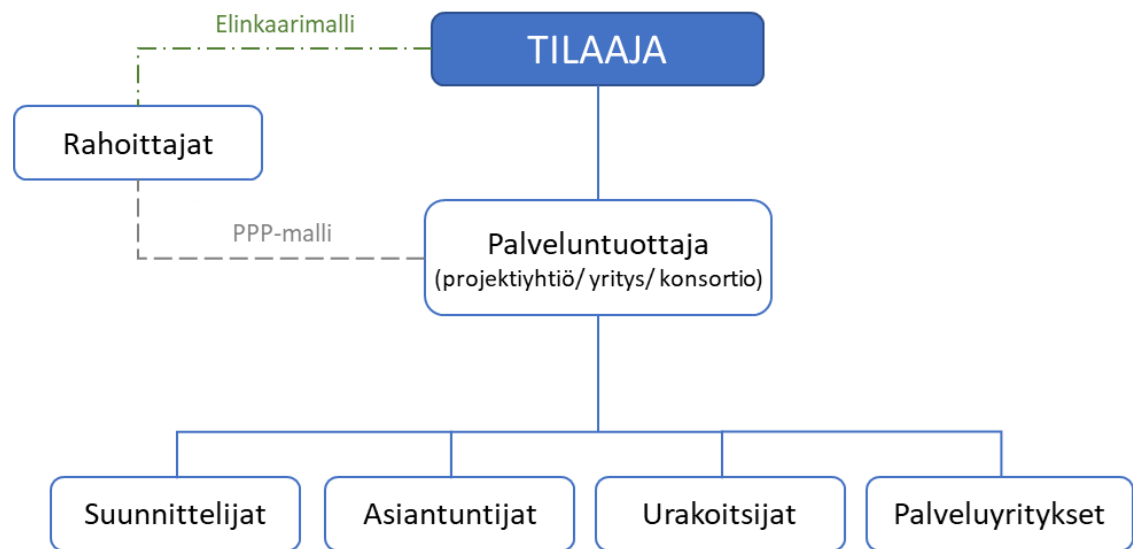 Elinkaarimalli
TILAAJA
Rahoittajat
PPP-malli
Palveluntuottaja
(projektiyhtiö/ yritys/ konsortio)
Suunnittelijat
Asiantuntijat
Urakoitsijat
Palveluyritykset